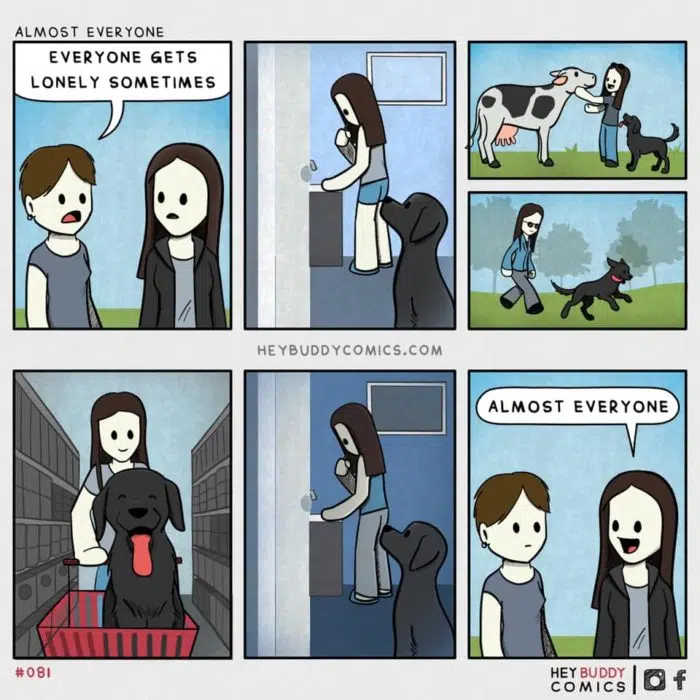 ALMOST EVERYONE
EVERYONE GETS
LONELY SOMETIMES
HEYBUDDYCOMICS.COM
ALMOST EVERYONE
#081
HEY BUDDY
COMICS